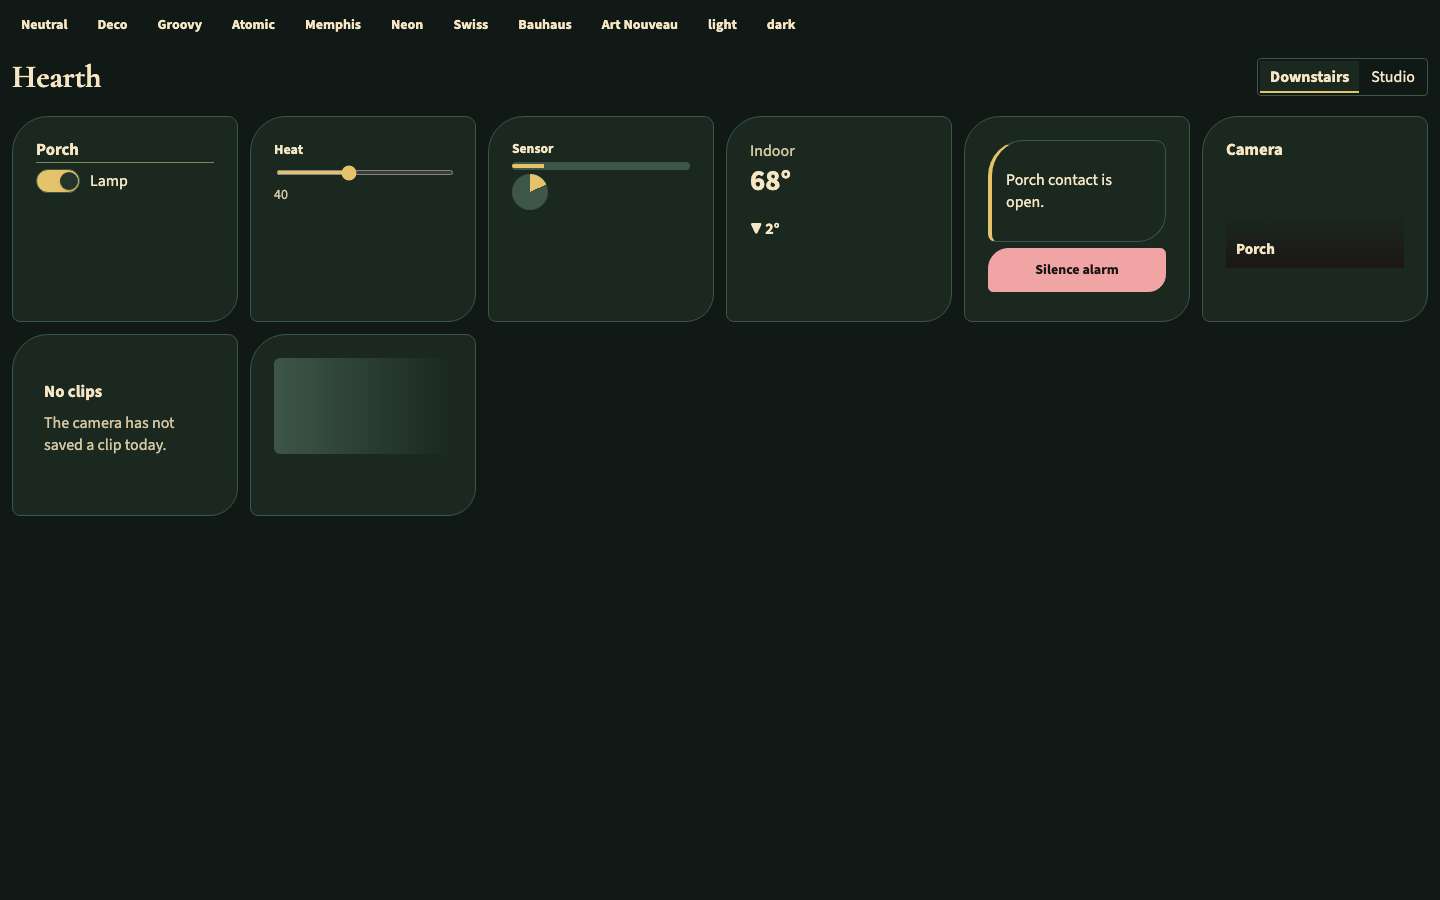 Neutral Deco Groovy Atomic Memphis Neon Swiss Bauhaus Art Nouveau light dark
Hearth
Downstairs Studio
Porch
Lamp
Heat
40
Sensor
Indoor
68°
▼ 2°
Porch contact is
open.
Silence alarm
Camera
Porch
No clips
The camera has not
saved a clip today.